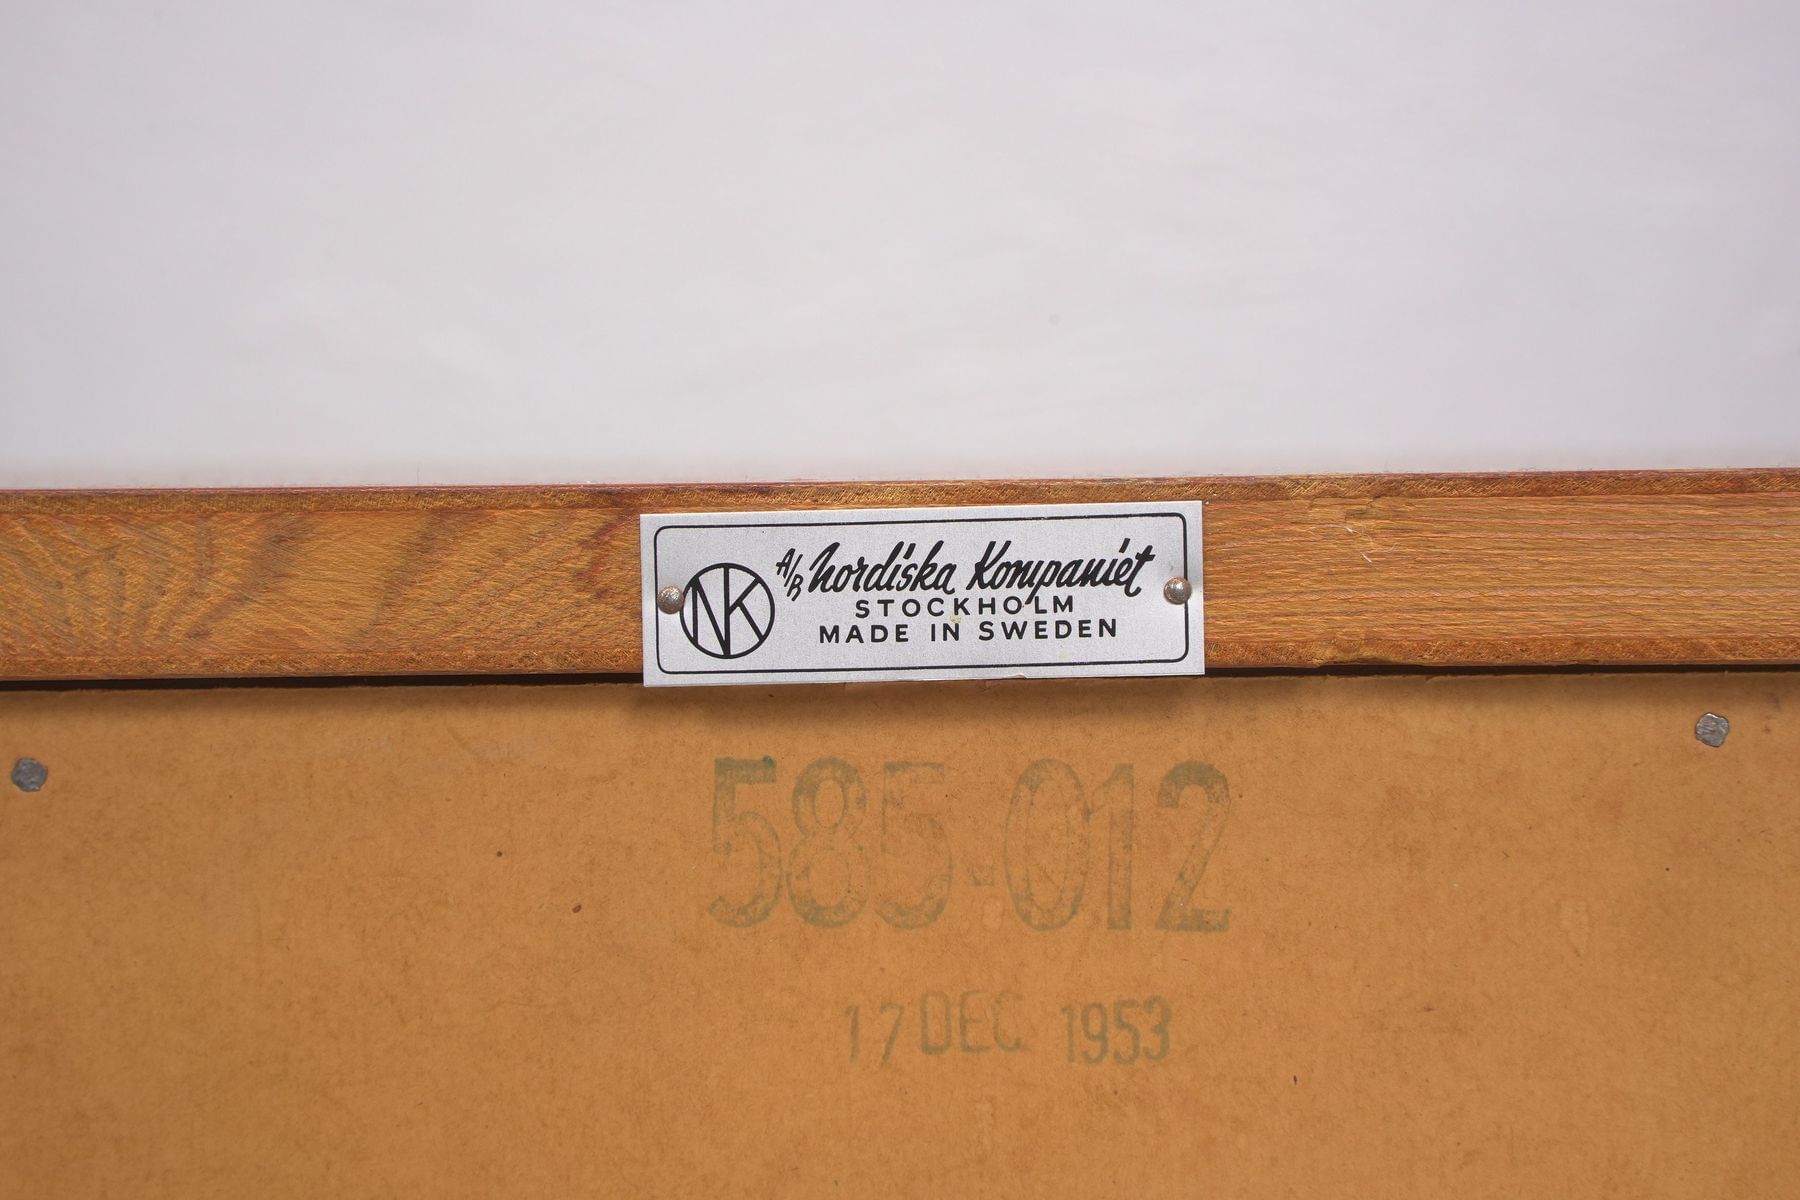 NK
A/B Nordiska Kompaniet
STOCKHOLM
MADE IN SWEDEN
585-012
17 DEC 1953